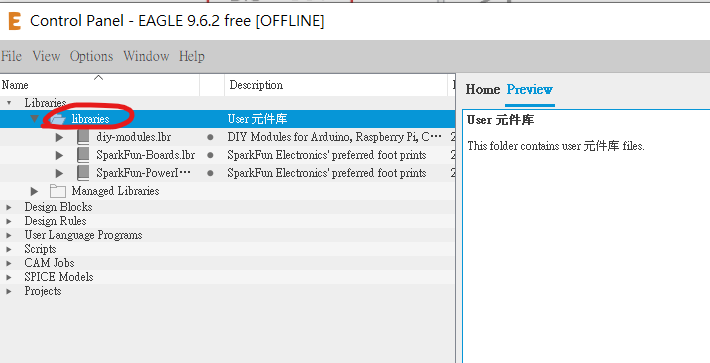 Control Panel - EAGLE 9.6.2 free [OFFLINE]
File View Options Window Help
Name Description
Libraries
libraries User 元件库
diy-modules.lbr DIY Modules for Arduino, Raspberry Pi, C… 2
SparkFun-Boards.lbr SparkFun Electronics' preferred foot prints 2
SparkFun-PowerI… SparkFun Electronics' preferred foot prints 2
Managed Libraries
Design Blocks
Design Rules
User Language Programs
Scripts
CAM Jobs
SPICE Models
Projects
Home Preview
User 元件库
This folder contains user 元件库 files.